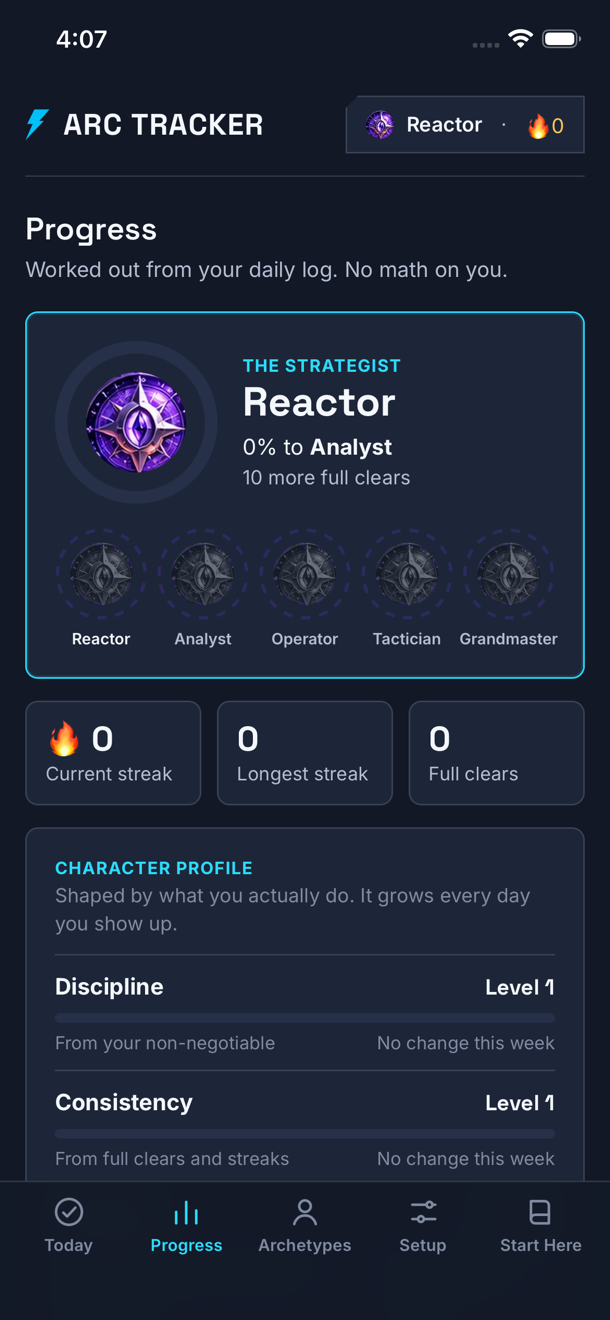 4:07
ARC TRACKER
Reactor · 🔥0
Progress
Worked out from your daily log. No math on you.
THE STRATEGIST
Reactor
0% to Analyst
10 more full clears
Reactor Analyst Operator Tactician Grandmaster
🔥 0 0 0
Current streak Longest streak Full clears
CHARACTER PROFILE
Shaped by what you actually do. It grows every day
you show up.
Discipline Level 1
From your non-negotiable No change this week
Consistency Level 1
From full clears and streaks No change this week
Today Progress Archetypes Setup Start Here